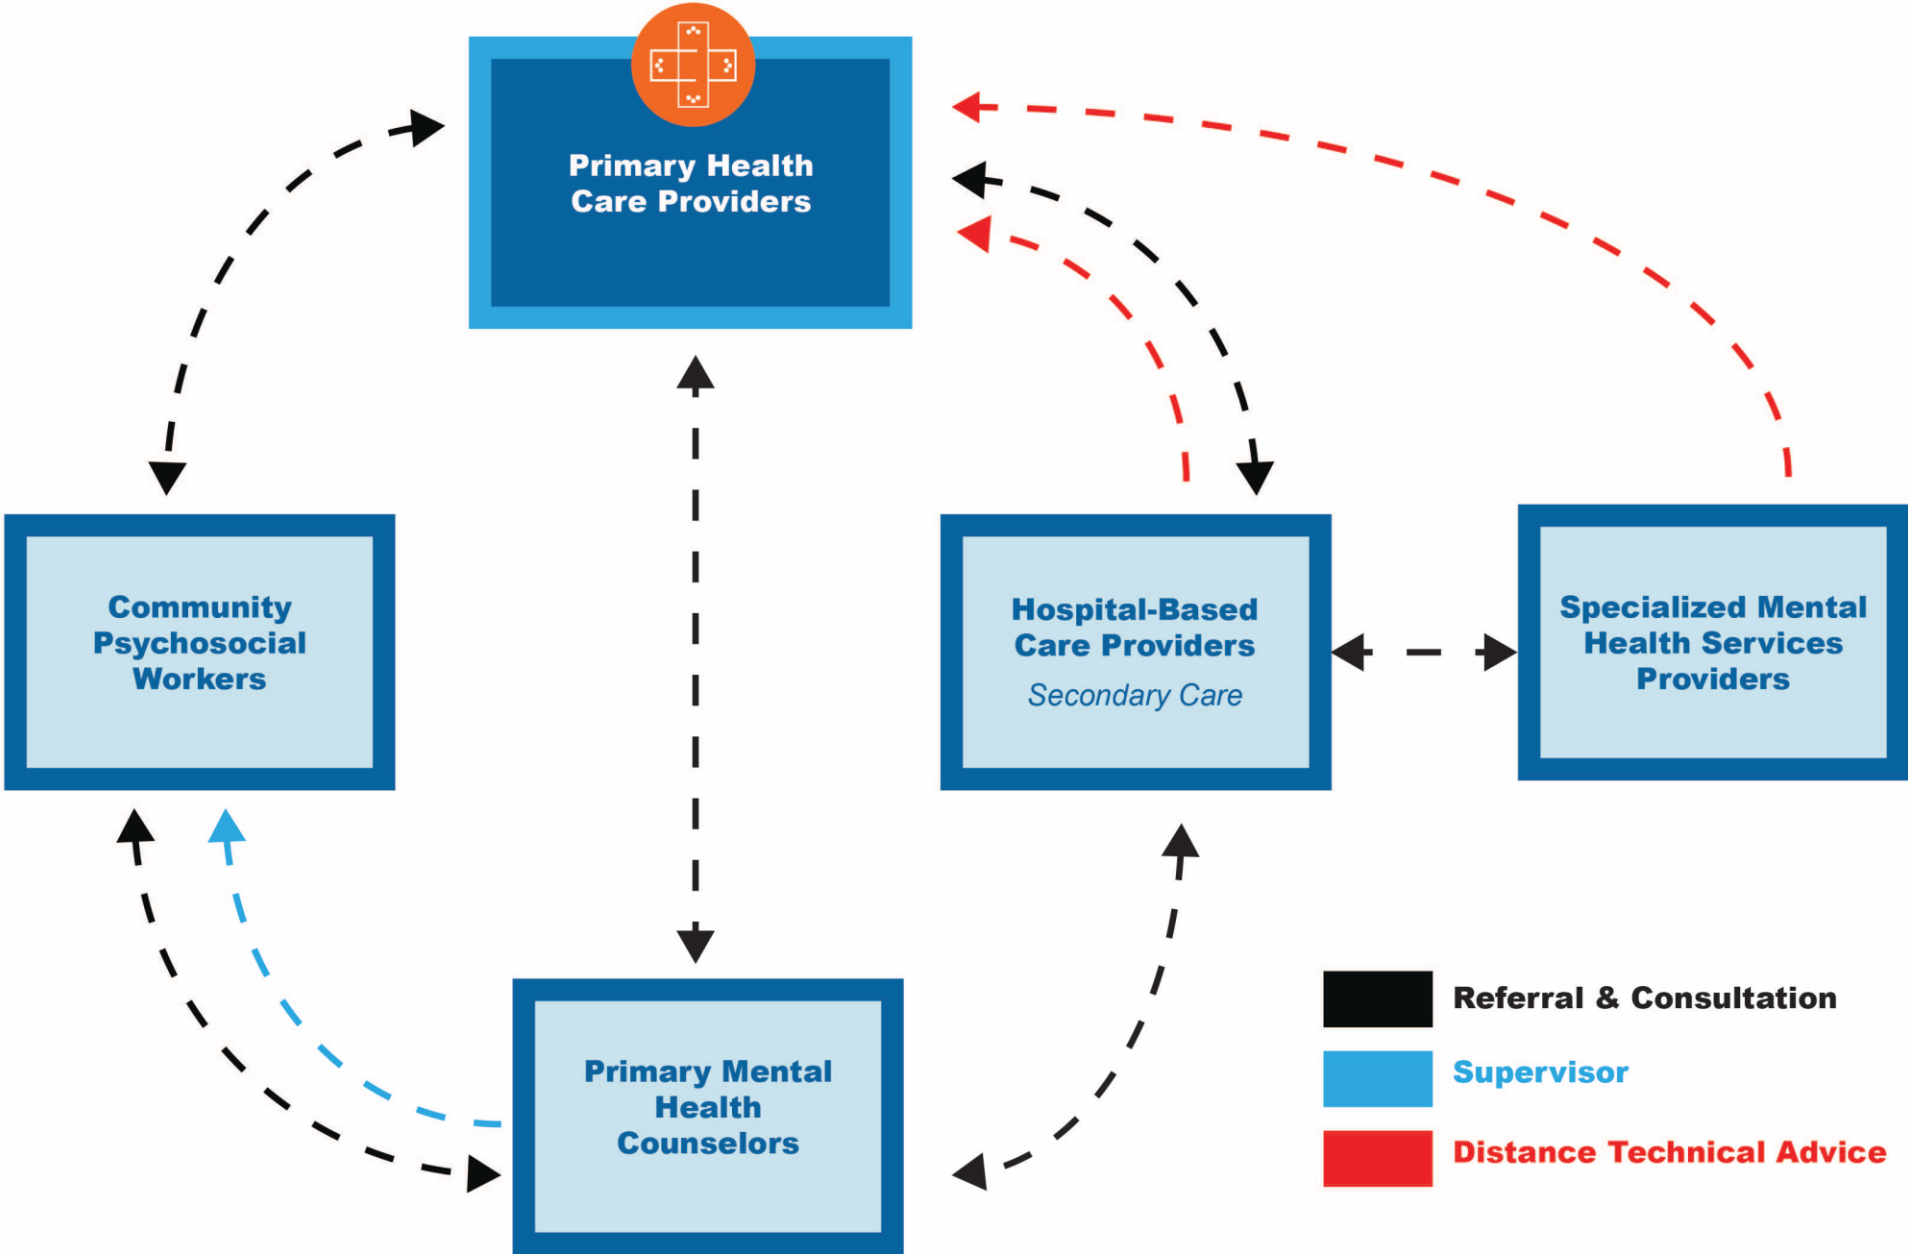 Primary Health
Care Providers
Community
Psychosocial
Workers
Hospital-Based
Care Providers
Secondary Care
Specialized Mental
Health Services
Providers
Primary Mental
Health
Counselors
Referral & Consultation
Supervisor
Distance Technical Advice